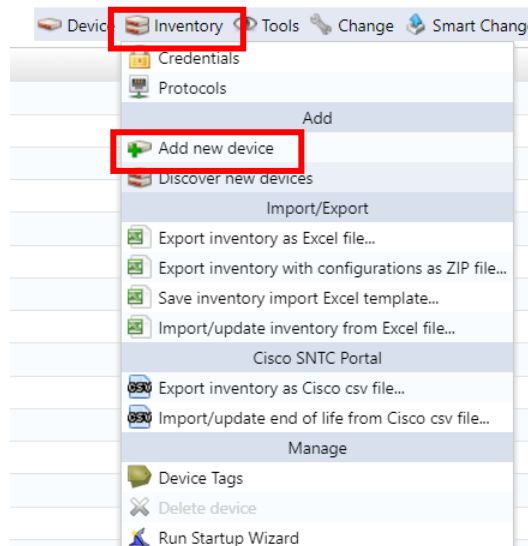 Device Inventory Tools Change Smart Chang
Credentials
Protocols
Add
Add new device
Discover new devices
Import/Export
Export inventory as Excel file...
Export inventory with configurations as ZIP file...
Save inventory import Excel template...
Import/update inventory from Excel file...
Cisco SNTC Portal
CSV Export inventory as Cisco csv file...
CSV Import/update end of life from Cisco csv file...
Manage
Device Tags
Delete device
Run Startup Wizard